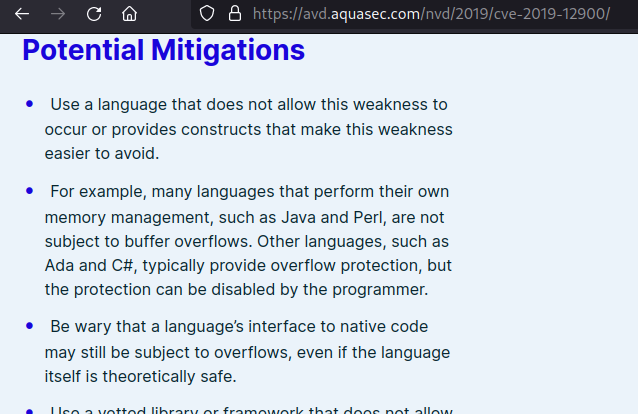 https://avd.aquasec.com/nvd/2019/cve-2019-12900/
Potential Mitigations
• Use a language that does not allow this weakness to
occur or provides constructs that make this weakness
easier to avoid.
• For example, many languages that perform their own
memory management, such as Java and Perl, are not
subject to buffer overflows. Other languages, such as
Ada and C#, typically provide overflow protection, but
the protection can be disabled by the programmer.
• Be wary that a language’s interface to native code
may still be subject to overflows, even if the language
itself is theoretically safe.
• Use a vetted library or framework that does not allow